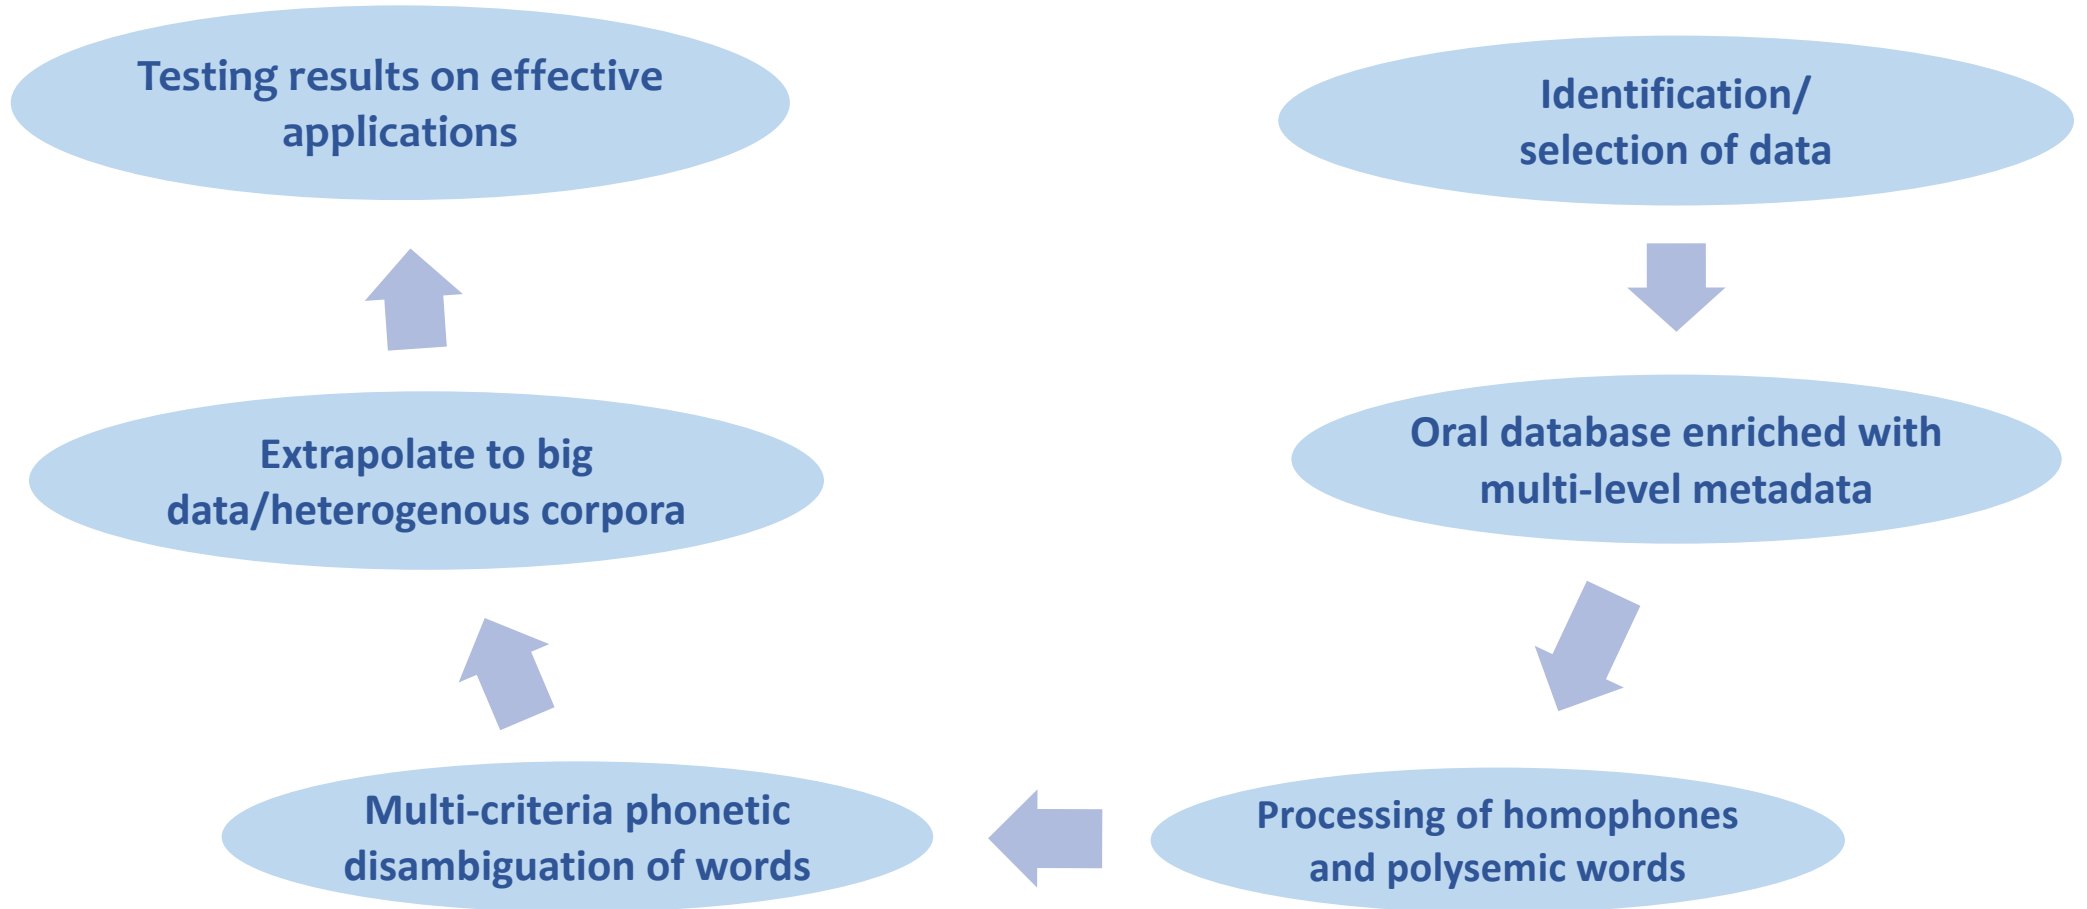 Testing results on effective
applications
Identification/
selection of data
Extrapolate to big
data/heterogenous corpora
Oral database enriched with
multi-level metadata
Multi-criteria phonetic
disambiguation of words
Processing of homophones
and polysemic words